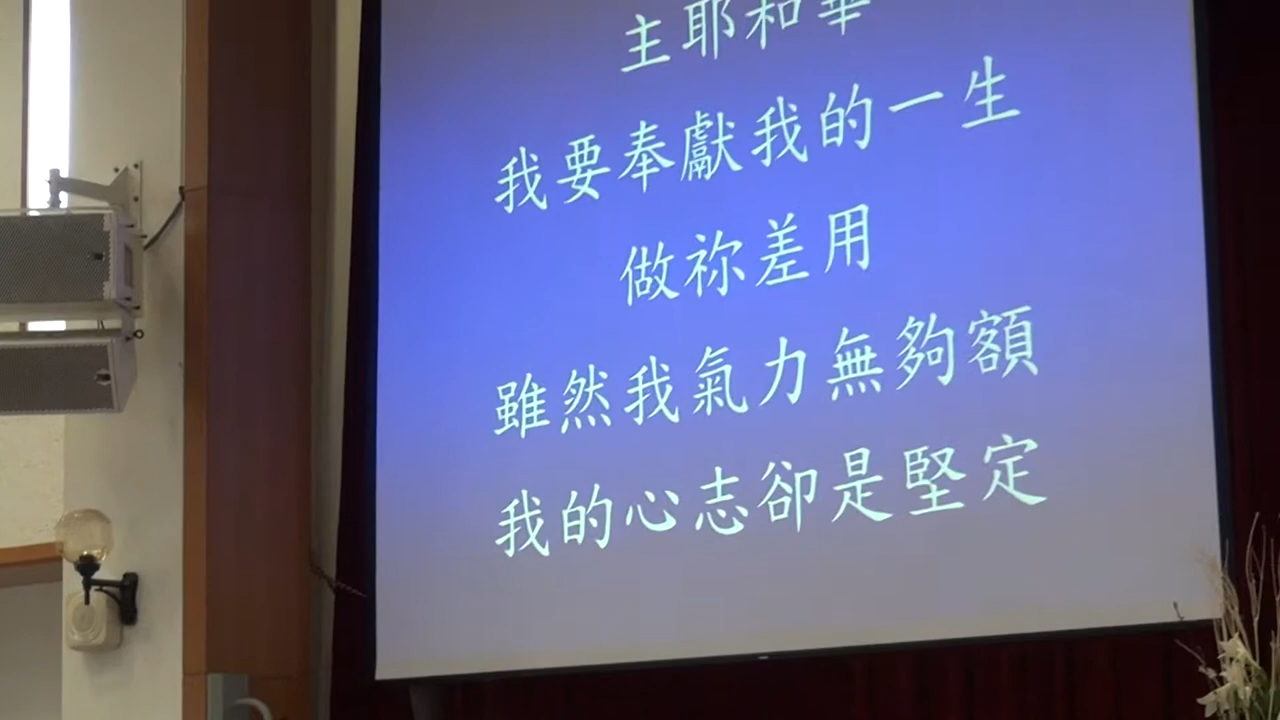 主耶和華
我要奉獻我的一生
做祢差用
雖然我氣力無夠額
我的心志卻是堅定